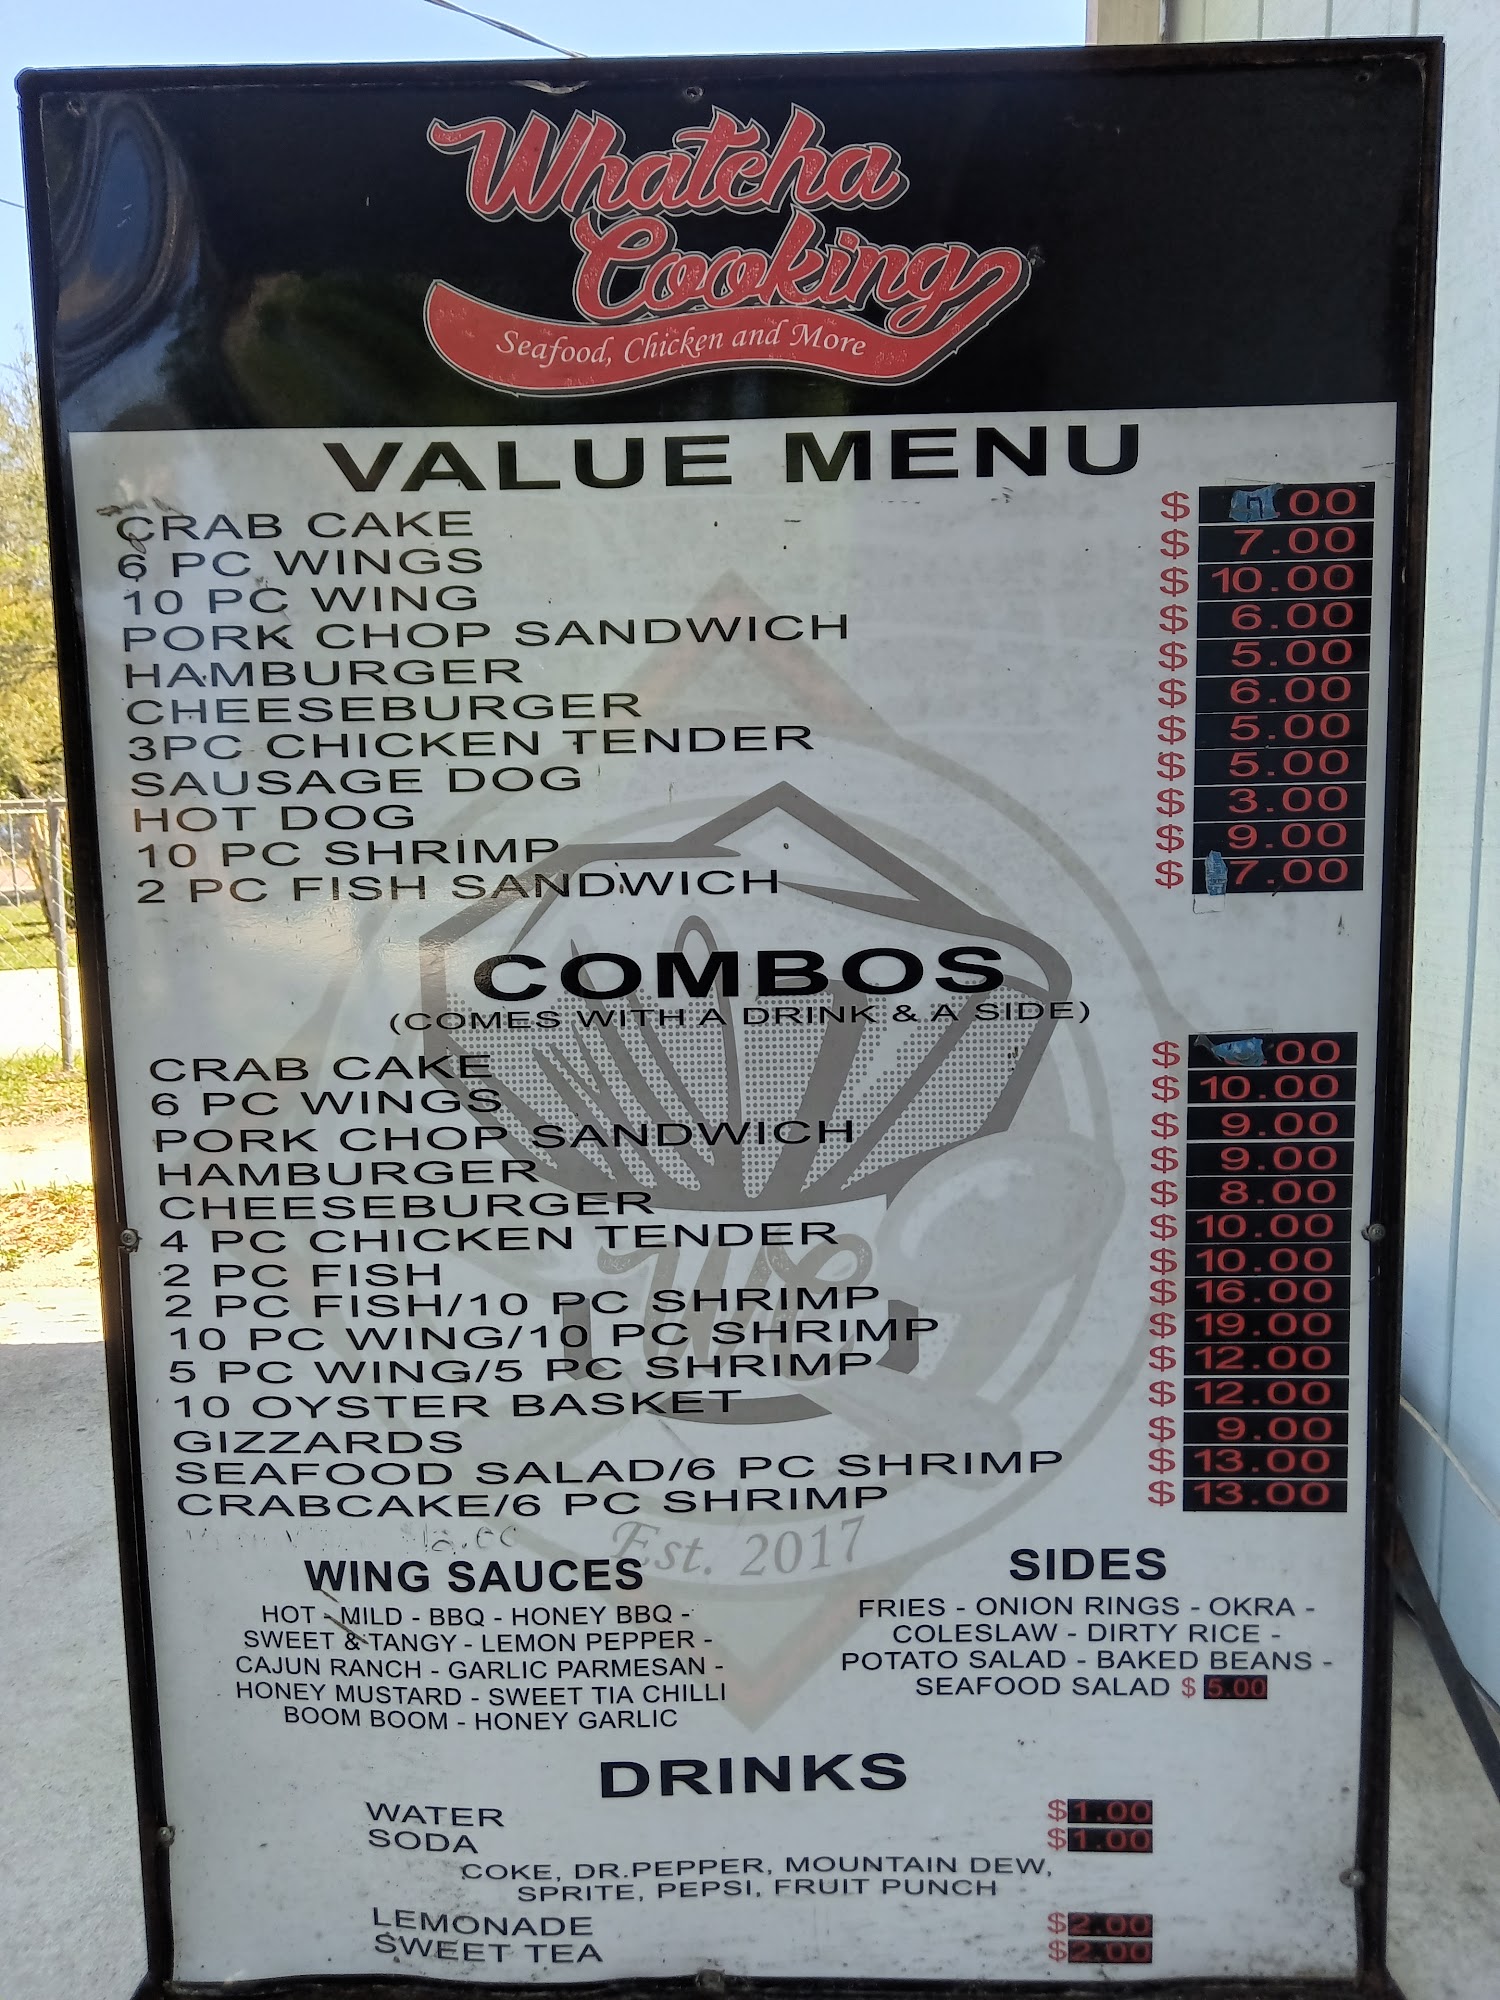 Whatcha
Cooking
Seafood, Chicken and More
VALUE MENU
CRAB CAKE $ .00
6 PC WINGS $ 7.00
10 PC WING $ 10.00
PORK CHOP SANDWICH $ 6.00
HAMBURGER $ 5.00
CHEESEBURGER $ 6.00
3PC CHICKEN TENDER $ 5.00
SAUSAGE DOG $ 5.00
HOT DOG $ 3.00
10 PC SHRIMP $ 9.00
2 PC FISH SANDWICH $ 7.00
COMBOS
(COMES WITH A DRINK & A SIDE)
CRAB CAKE $ 00
6 PC WINGS $ 10.00
PORK CHOP SANDWICH $ 9.00
HAMBURGER $ 9.00
CHEESEBURGER $ 8.00
4 PC CHICKEN TENDER $ 10.00
2 PC FISH $ 10.00
2 PC FISH/10 PC SHRIMP $ 16.00
10 PC WING/10 PC SHRIMP $ 19.00
5 PC WING/5 PC SHRIMP $ 12.00
10 OYSTER BASKET $ 12.00
GIZZARDS $ 9.00
SEAFOOD SALAD/6 PC SHRIMP $ 13.00
CRABCAKE/6 PC SHRIMP $ 13.00
Est. 2017
WING SAUCES
HOT - MILD - BBQ - HONEY BBQ -
SWEET & TANGY - LEMON PEPPER -
CAJUN RANCH - GARLIC PARMESAN -
HONEY MUSTARD - SWEET TIA CHILLI
BOOM BOOM - HONEY GARLIC
SIDES
FRIES - ONION RINGS - OKRA -
COLESLAW - DIRTY RICE -
POTATO SALAD - BAKED BEANS -
SEAFOOD SALAD $ 5.00
DRINKS
WATER $1.00
SODA $1.00
COKE, DR.PEPPER, MOUNTAIN DEW,
SPRITE, PEPSI, FRUIT PUNCH
LEMONADE $2.00
SWEET TEA $2.00